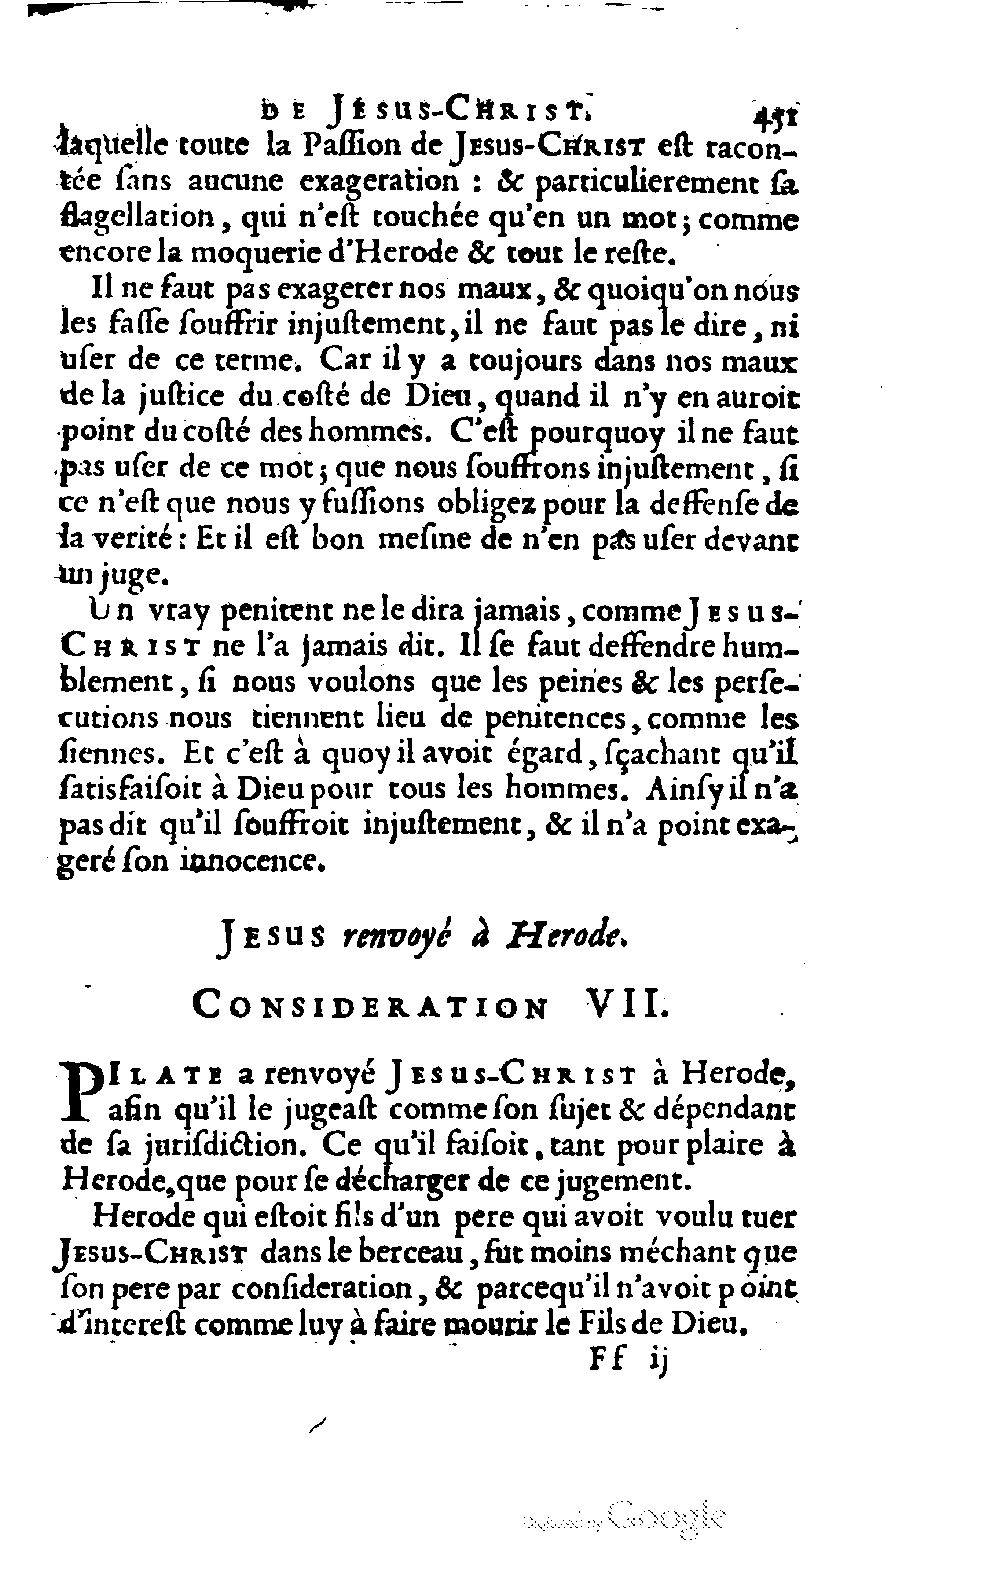 DE JESUS-CHRIST. 451
laquelle toute la Paſſion de JESUS-CHRIST eſt racon-
tée ſans aucune exageration : & particulierement ſa
flagellation, qui n'eſt touchée qu'en un mot; comme
encore la moquerie d'Herode & tout le reſte.
Il ne faut pas exagerer nos maux, & quoiqu'on nous
les faſſe ſouffrir injuſtement, il ne faut pas le dire, ni
uſer de ce terme. Car il y a toujours dans nos maux
de la juſtice du coſté de Dieu, quand il n'y en auroit
point du coſté des hommes. C'eſt pourquoy il ne faut
pas uſer de ce mot; que nous ſouffrons injuſtement, ſi
ce n'eſt que nous y fuſſions obligez pour la deffenſe de
la verité : Et il eſt bon meſme de n'en pas uſer devant
un juge.
Un vray penitent ne le dira jamais, comme JESUS-
CHRIST ne l'a jamais dit. Il ſe faut deffendre hum-
blement, ſi nous voulons que les peines & les perſe-
cutions nous tiennent lieu de penitences, comme les
ſiennes. Et c'eſt à quoy il avoit égard, ſçachant qu'il
ſatisfaiſoit à Dieu pour tous les hommes. Ainſy il n'a
pas dit qu'il ſouffroit injuſtement, & il n'a point exa-
geré ſon innocence.
JESUS renvoyé à Herode.
CONSIDERATION VII.
PILATE a renvoyé JESUS-CHRIST à Herode,
afin qu'il le jugeaſt comme ſon ſujet & dépendant
de ſa juriſdiction. Ce qu'il faiſoit, tant pour plaire à
Herode, que pour ſe décharger de ce jugement.
Herode qui eſtoit fils d'un pere qui avoit voulu tuer
JESUS-CHRIST dans le berceau, fut moins méchant que
ſon pere par conſideration, & parcequ'il n'avoit point
d'intereſt comme luy à faire mourir le Fils de Dieu.
Ff ij
Digitized by Google